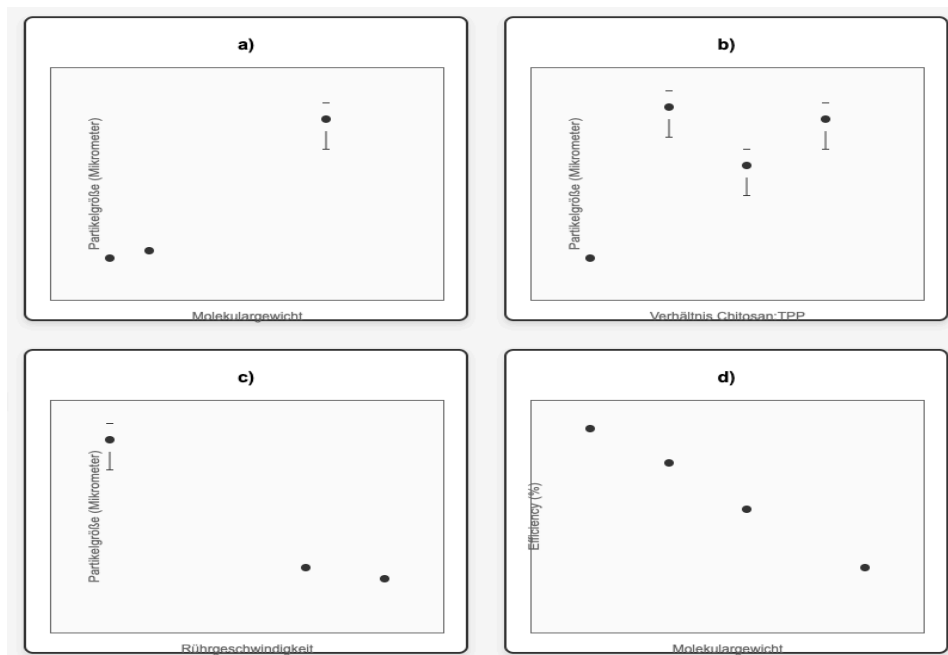 a)
Partikelgröße (Mikrometer)
Molekulargewicht
b)
Partikelgröße (Mikrometer)
Verhältnis Chitosan:TPP
c)
Partikelgröße (Mikrometer)
Rührgeschwindigkeit
d)
Efficiency (%)
Molekulargewicht